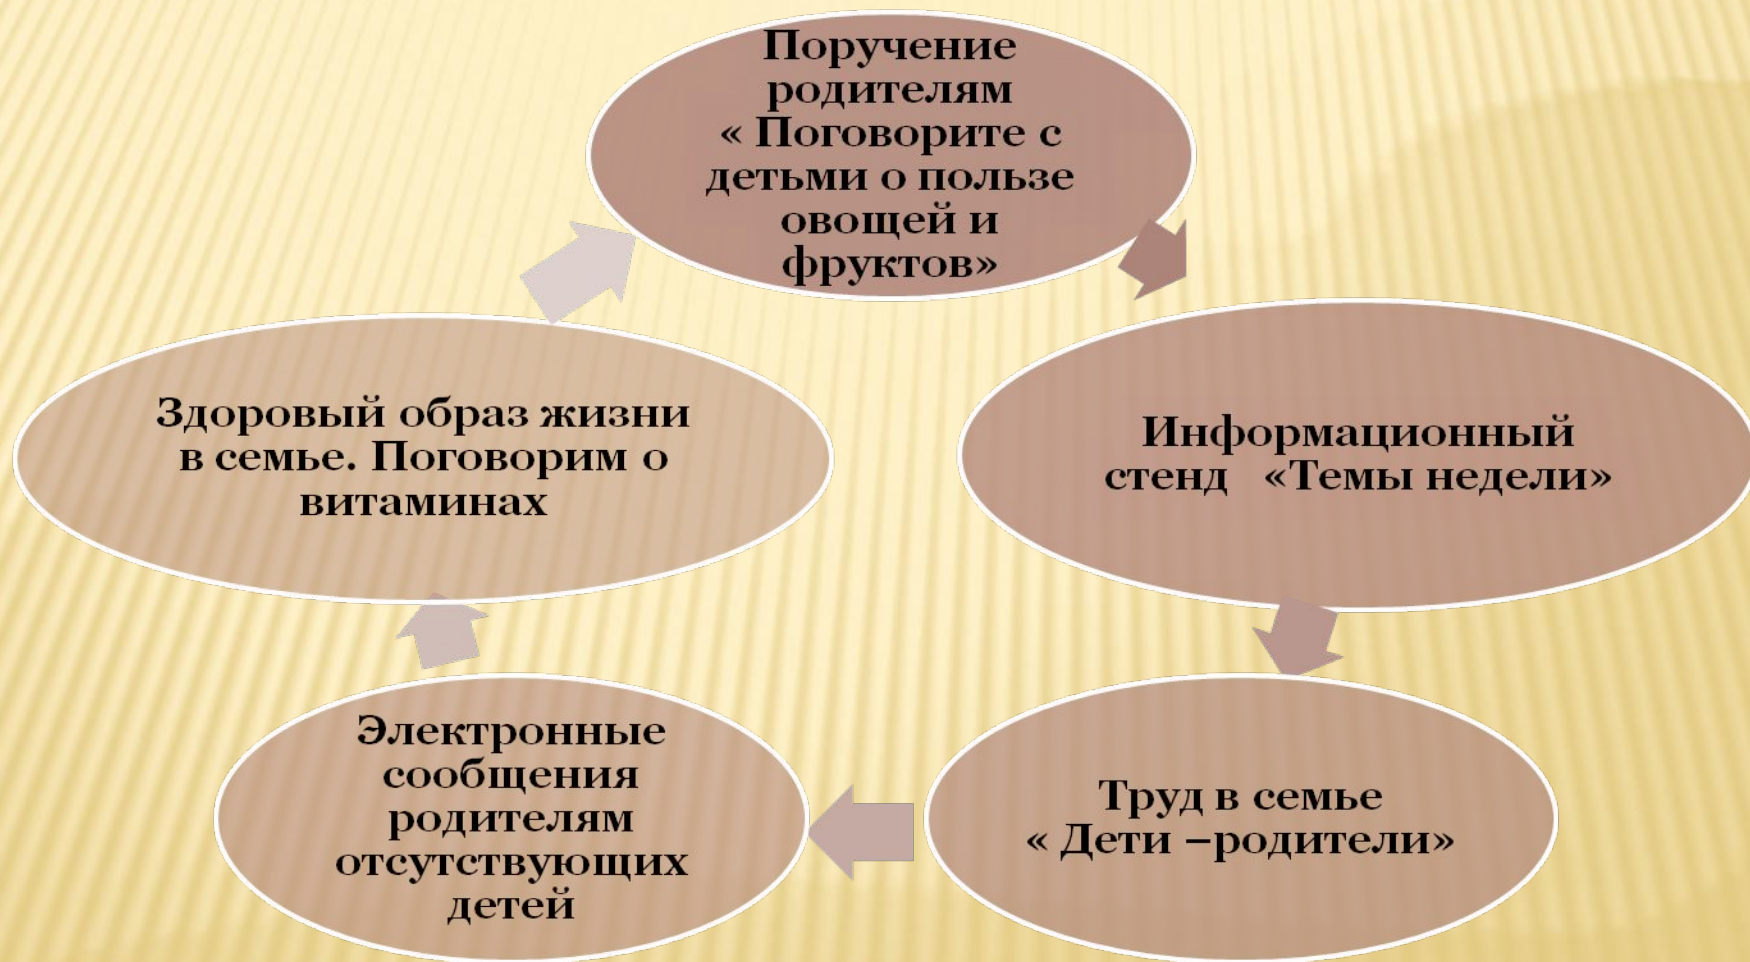 Поручение
родителям
« Поговорите с
детьми о пользе
овощей и
фруктов»
Информационный
стенд «Темы недели»
Труд в семье
« Дети –родители»
Электронные
сообщения
родителям
отсутствующих
детей
Здоровый образ жизни
в семье. Поговорим о
витаминах